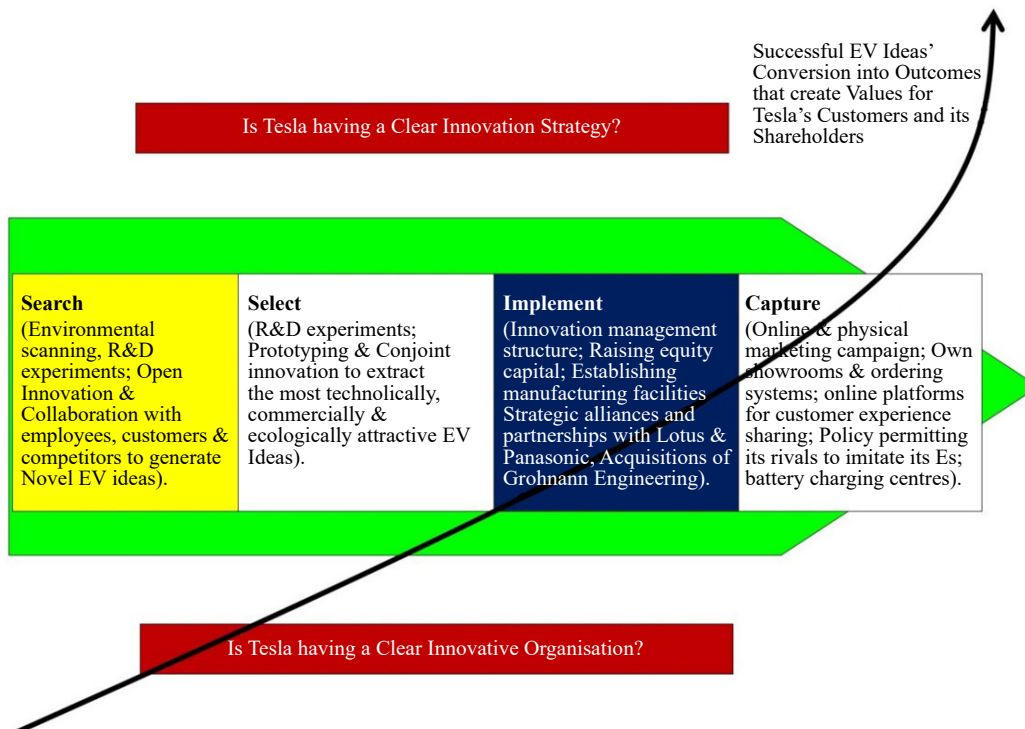 Successful EV Ideas’
Conversion into Outcomes
that create Values for
Tesla’s Customers and its
Shareholders
Is Tesla having a Clear Innovation Strategy?
Search
(Environmental
scanning, R&D
experiments; Open
Innovation &
Collaboration with
employees, customers &
competitors to generate
Novel EV ideas).
Select
(R&D experiments;
Prototyping & Conjoint
innovation to extract
the most technolically,
commercially &
ecologically attractive EV
Ideas).
Implement
(Innovation management
structure; Raising equity
capital; Establishing
manufacturing facilities
Strategic alliances and
partnerships with Lotus &
Panasonic, Acquisitions of
Grohnann Engineering).
Capture
(Online & physical
marketing campaign; Own
showrooms & ordering
systems; online platforms
for customer experience
sharing; Policy permitting
its rivals to imitate its Es;
battery charging centres).
Is Tesla having a Clear Innovative Organisation?